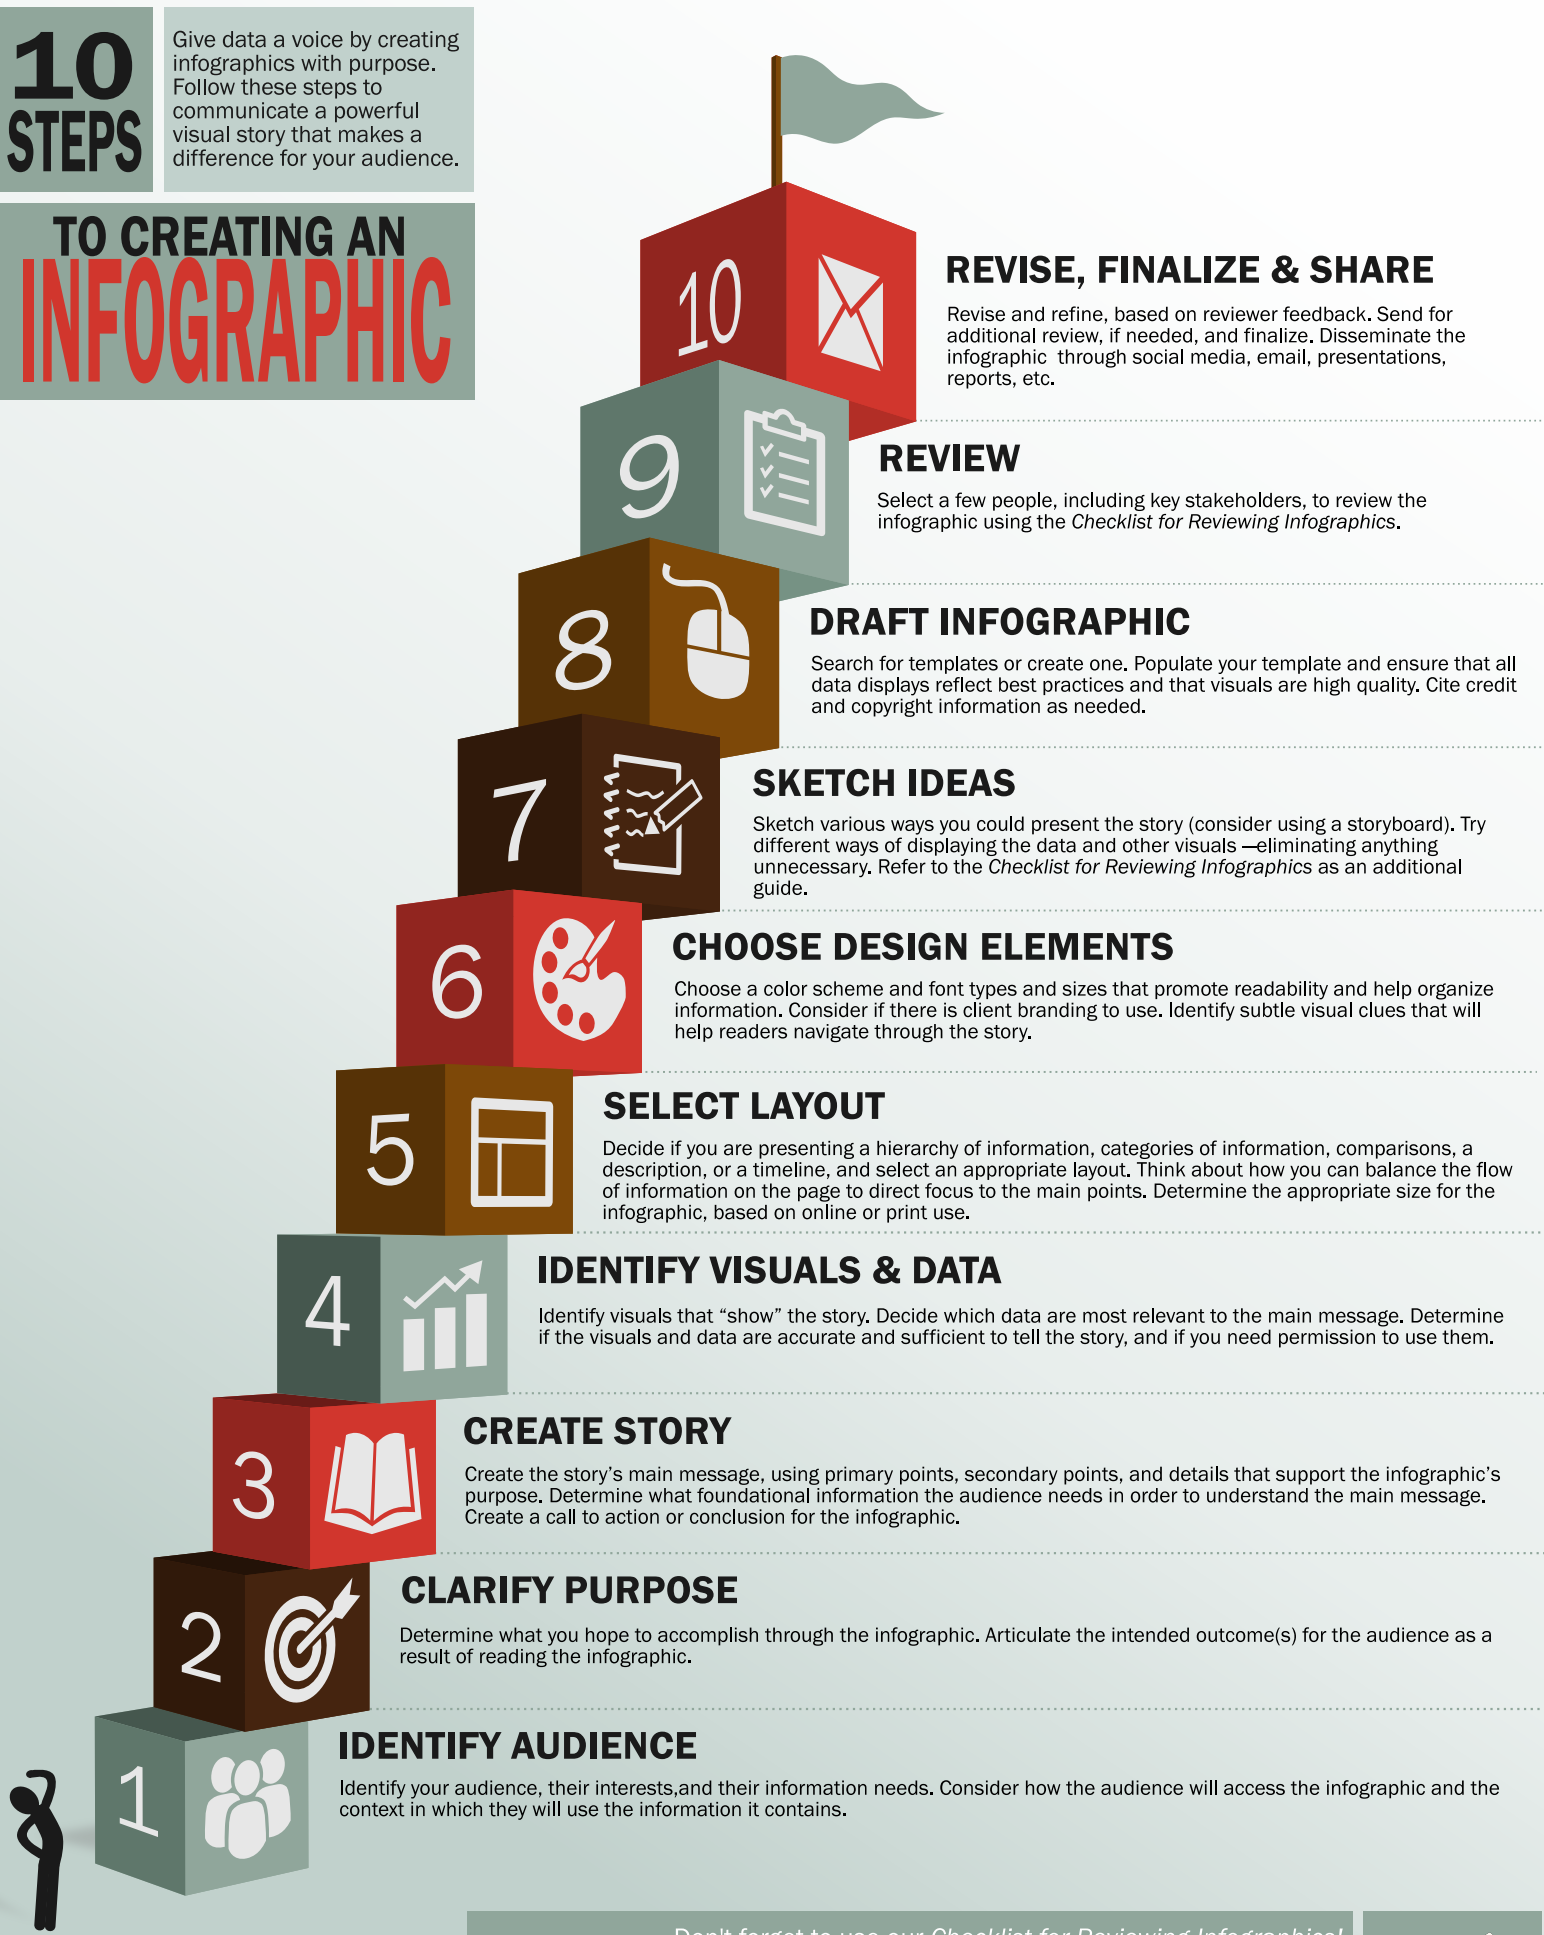 10
STEPS
Give data a voice by creating
infographics with purpose.
Follow these steps to
communicate a powerful
visual story that makes a
difference for your audience.
TO CREATING AN
INFOGRAPHIC
10
REVISE, FINALIZE & SHARE
Revise and refine, based on reviewer feedback. Send for
additional review, if needed, and finalize. Disseminate the
infographic through social media, email, presentations,
reports, etc.
9
REVIEW
Select a few people, including key stakeholders, to review the
infographic using the Checklist for Reviewing Infographics.
8
DRAFT INFOGRAPHIC
Search for templates or create one. Populate your template and ensure that all
data displays reflect best practices and that visuals are high quality. Cite credit
and copyright information as needed.
7
SKETCH IDEAS
Sketch various ways you could present the story (consider using a storyboard). Try
different ways of displaying the data and other visuals —eliminating anything
unnecessary. Refer to the Checklist for Reviewing Infographics as an additional
guide.
6
CHOOSE DESIGN ELEMENTS
Choose a color scheme and font types and sizes that promote readability and help organize
information. Consider if there is client branding to use. Identify subtle visual clues that will
help readers navigate through the story.
5
SELECT LAYOUT
Decide if you are presenting a hierarchy of information, categories of information, comparisons, a
description, or a timeline, and select an appropriate layout. Think about how you can balance the flow
of information on the page to direct focus to the main points. Determine the appropriate size for the
infographic, based on online or print use.
4
IDENTIFY VISUALS & DATA
Identify visuals that “show” the story. Decide which data are most relevant to the main message. Determine
if the visuals and data are accurate and sufficient to tell the story, and if you need permission to use them.
3
CREATE STORY
Create the story’s main message, using primary points, secondary points, and details that support the infographic’s
purpose. Determine what foundational information the audience needs in order to understand the main message.
Create a call to action or conclusion for the infographic.
2
CLARIFY PURPOSE
Determine what you hope to accomplish through the infographic. Articulate the intended outcome(s) for the audience as a
result of reading the infographic.
1
IDENTIFY AUDIENCE
Identify your audience, their interests,and their information needs. Consider how the audience will access the infographic and the
context in which they will use the information it contains.
Don't forget to use our Checklist for Reviewing Infographics!